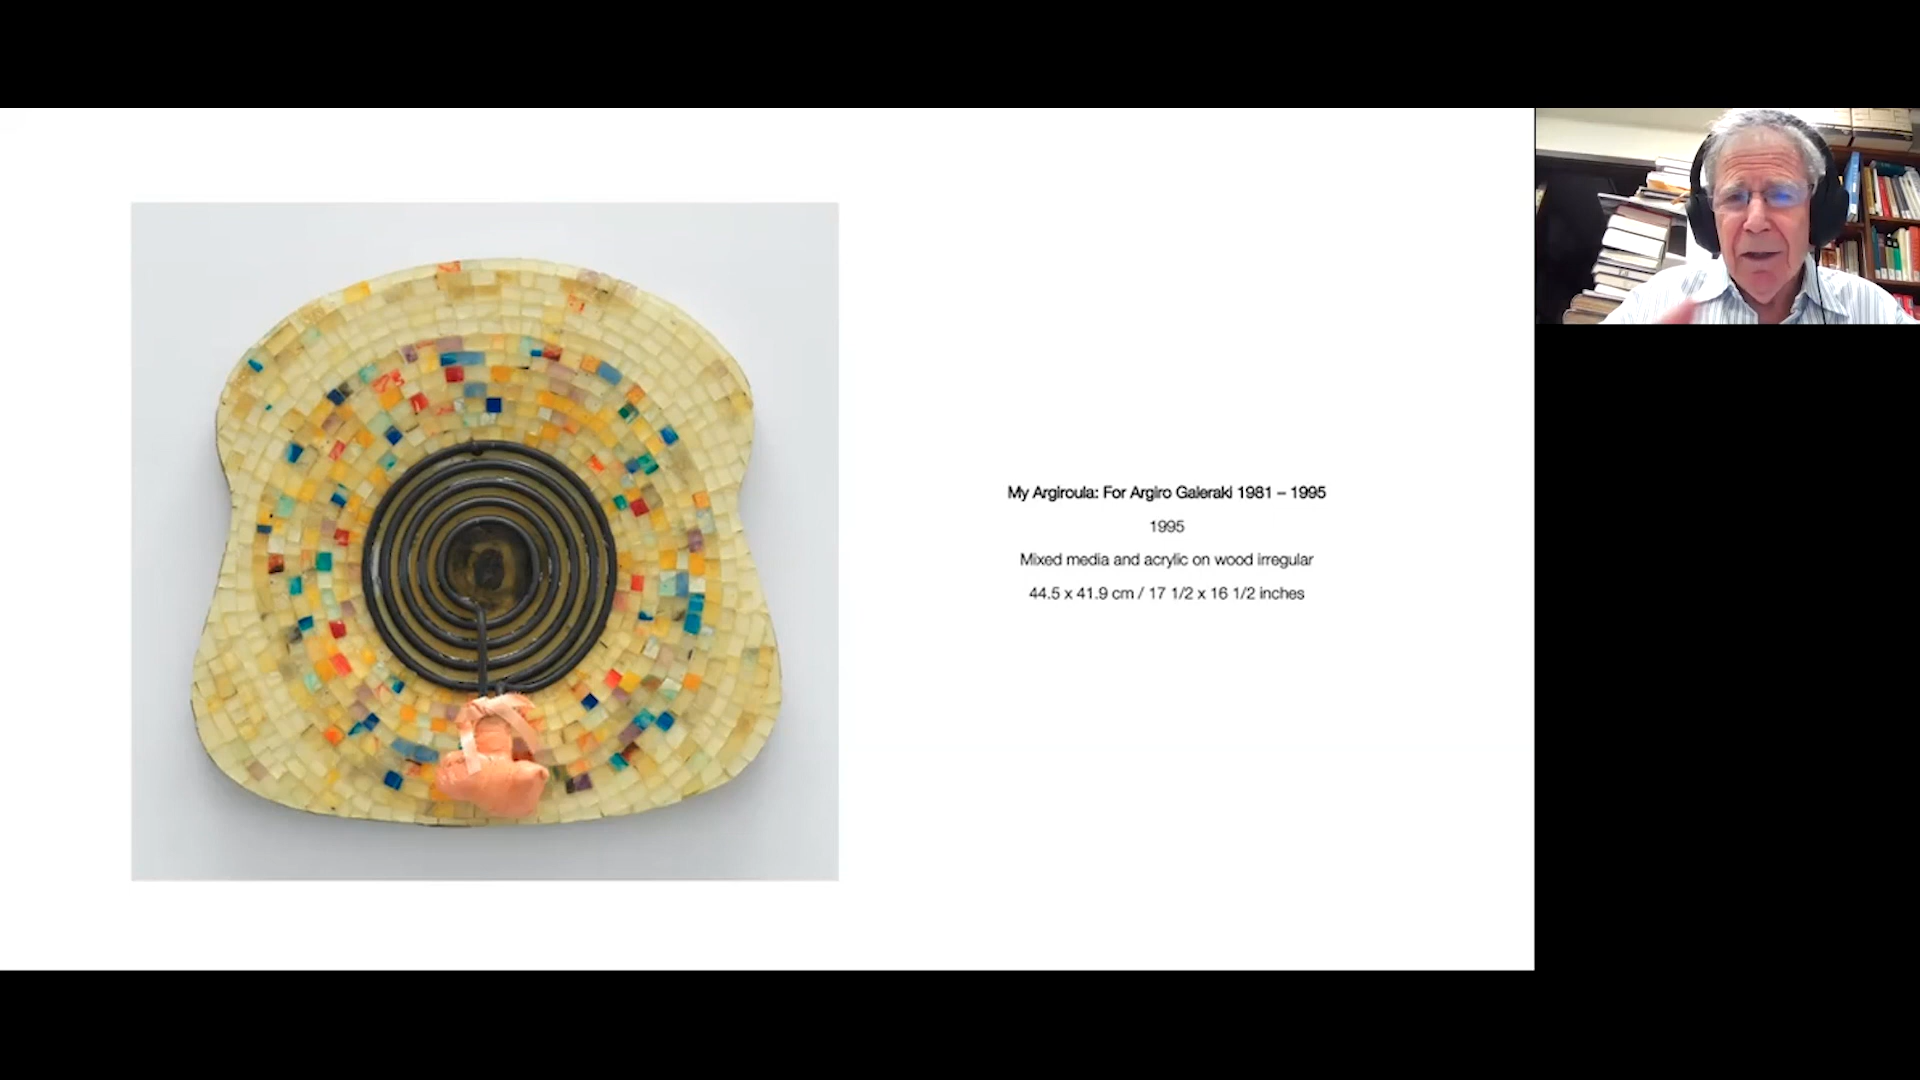 My Argiroula: For Argiro Galeraki 1981 – 1995
1995
Mixed media and acrylic on wood irregular
44.5 x 41.9 cm / 17 1/2 x 16 1/2 inches